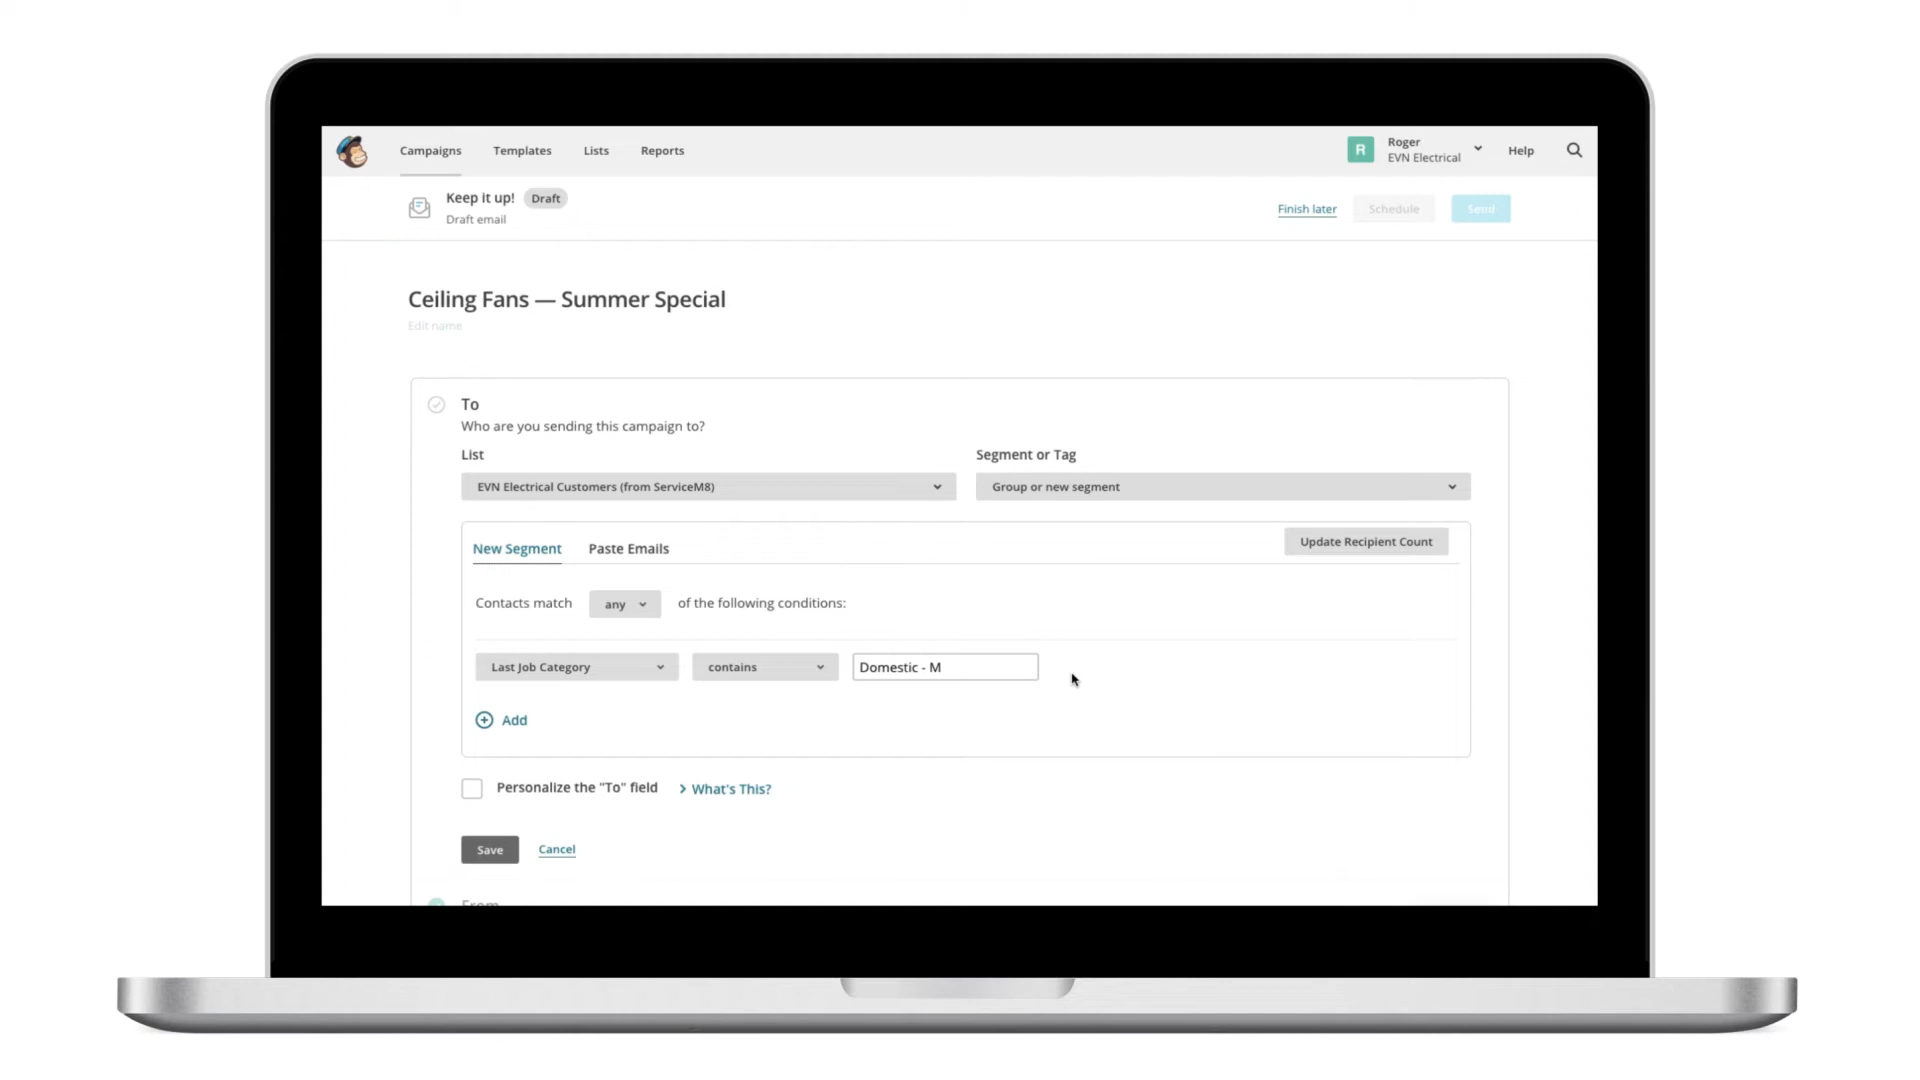 Campaigns
Templates
Lists
Reports
R
Roger
EVN Electrical
Help
Keep it up!
Draft
Draft email
Finish later
Schedule
Send
Ceiling Fans — Summer Special
Edit name
To
Who are you sending this campaign to?
List
Segment or Tag
EVN Electrical Customers (from ServiceM8)
Group or new segment
New Segment
Paste Emails
Update Recipient Count
Contacts match
any
of the following conditions:
Last Job Category
contains
Domestic - M
Add
Personalize the "To" field
What's This?
Save
Cancel
From